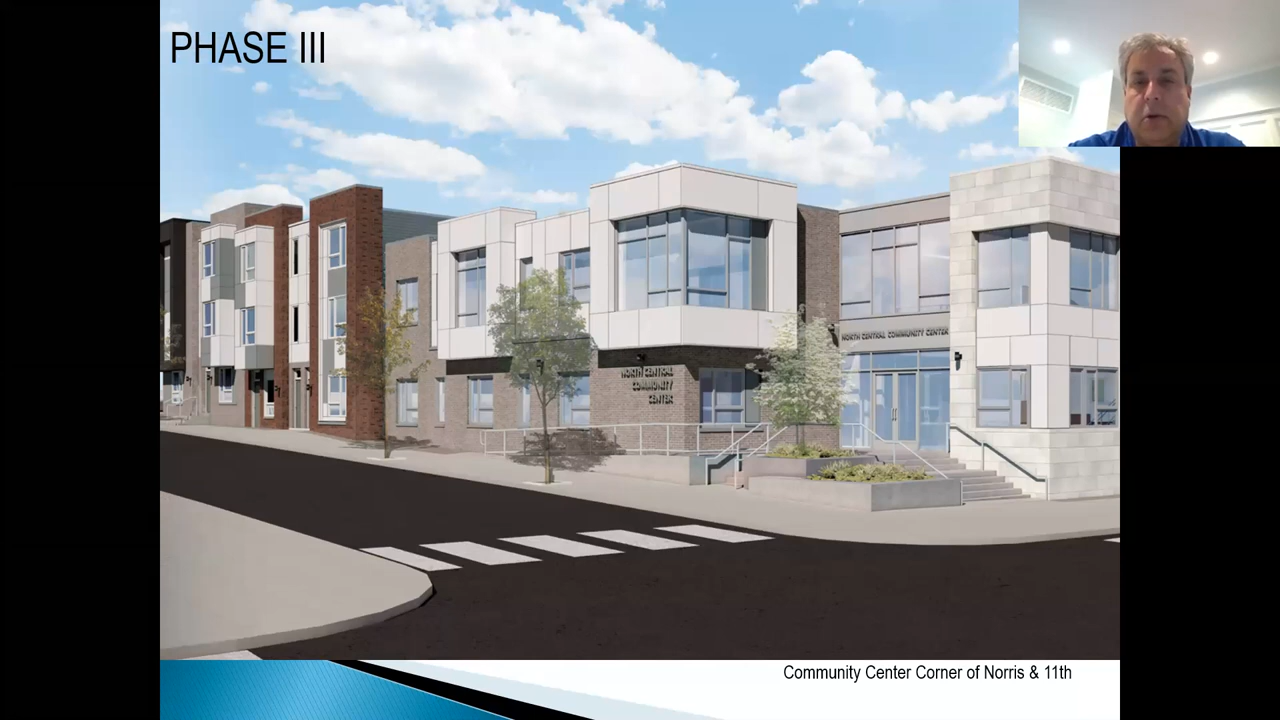 PHASE III
NORTH CENTRAL COMMUNITY CENTER
NORTH CENTRAL
COMMUNITY
CENTER
Community Center Corner of Norris & 11th